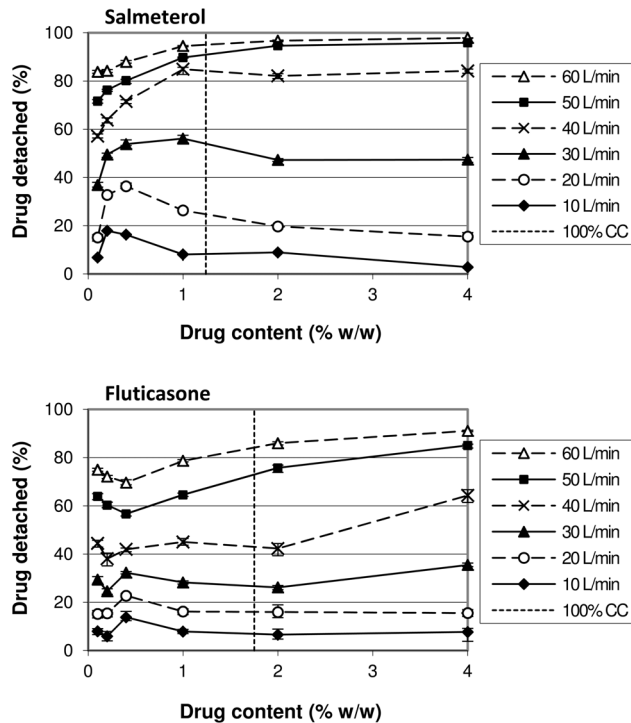 Salmeterol
Drug detached (%)
100
80
60
40
20
0
0 1 2 3 4
Drug content (% w/w)
60 L/min
50 L/min
40 L/min
30 L/min
20 L/min
10 L/min
100% CC
Fluticasone
Drug detached (%)
100
80
60
40
20
0
0 1 2 3 4
Drug content (% w/w)
60 L/min
50 L/min
40 L/min
30 L/min
20 L/min
10 L/min
100% CC